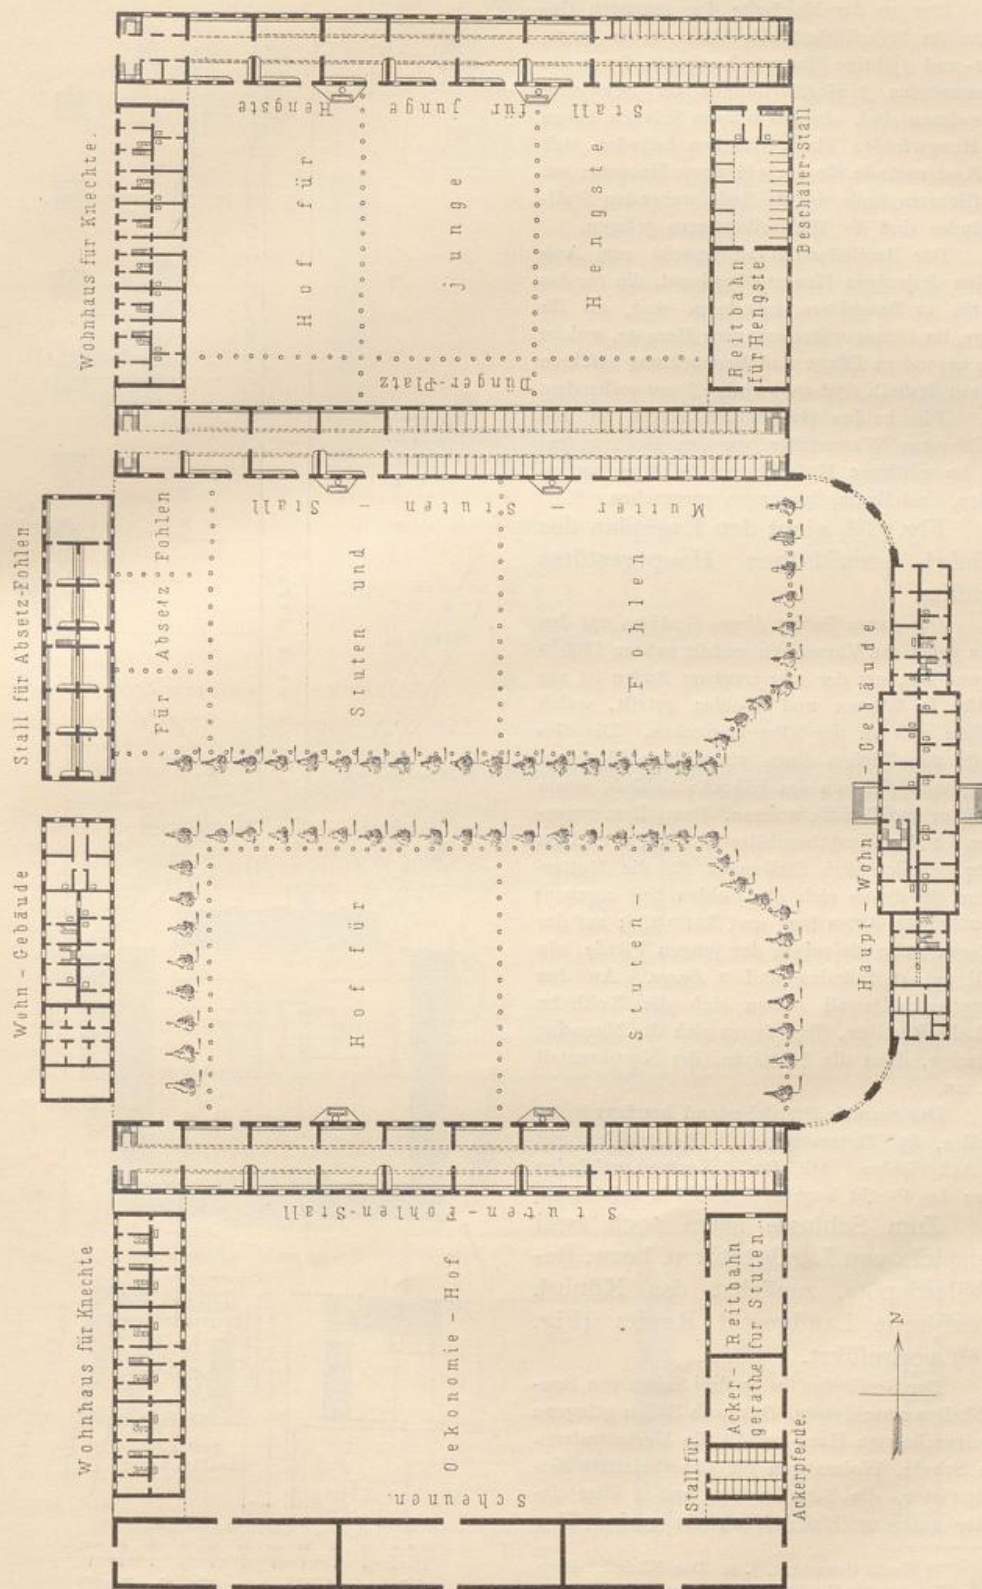 Stall für junge Hengste
Wohnhaus für Knechte.
Hof für
junge
Hengste
Beschäler-Stall
Reitbahn
für Hengste
Dünger-Platz
Mutter – Stuten – Stall
Stall für Absetz-Fohlen
Für Absetz Fohlen
Stuten und
Fohlen
Wohn – Gebäude
Hof für
Stuten –
Haupt – Wohn – Gebäude
Stuten-Fohlen-Stall
Wohnhaus für Knechte
Oekonomie – Hof
Reitbahn
für Stuten.
Acker-
gerathe
Stall für
Ackerpferde.
Scheunen.
N